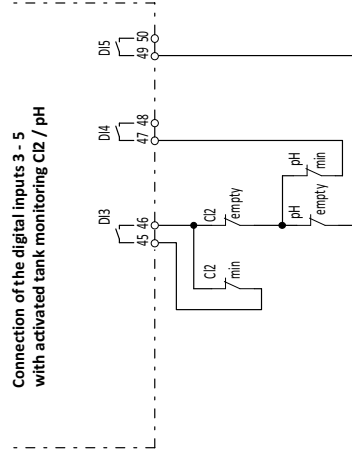 Connection of the digital inputs 3 - 5
with activated tank monitoring Cl2 / pH
DI3
45 46
DI4
47 48
DI5
49 50
Cl2
min
Cl2
empty
pH
empty
pH
min